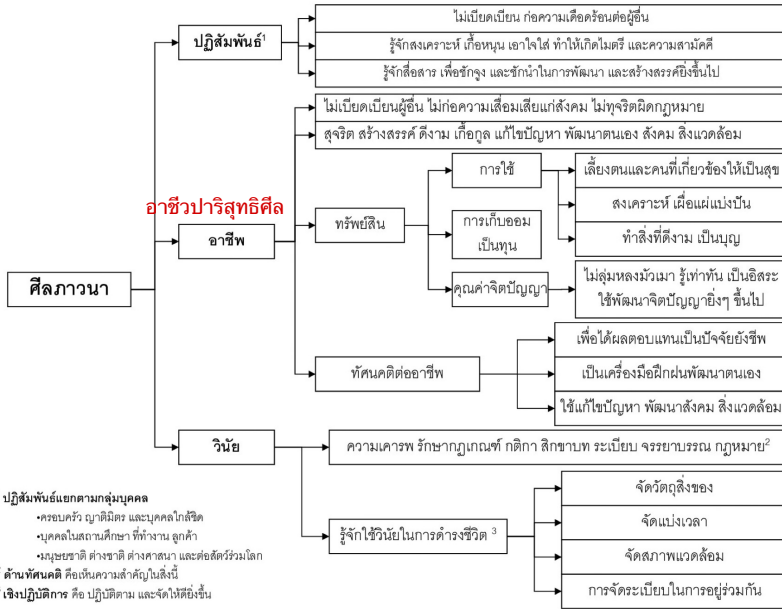 ปฏิสัมพันธ์¹
ไม่เบียดเบียน ก่อความเดือดร้อนต่อผู้อื่น
รู้จักสงเคราะห์ เกื้อหนุน เอาใจใส่ ทำให้เกิดไมตรี และความสามัคคี
รู้จักสื่อสาร เพื่อชักจูง และชักนำในการพัฒนา และสร้างสรรค์ยิ่งขึ้นไป
ไม่เบียดเบียนผู้อื่น ไม่ก่อความเสื่อมเสียแก่สังคม ไม่ทุจริตผิดกฎหมาย
สุจริต สร้างสรรค์ ดีงาม เกื้อกูล แก้ไขปัญหา พัฒนาตนเอง สังคม สิ่งแวดล้อม
อาชีวปาริสุทธิศีล
อาชีพ
ทรัพย์สิน
การใช้
เลี้ยงตนและคนที่เกี่ยวข้องให้เป็นสุข
สงเคราะห์ เผื่อแผ่แบ่งปัน
ทำสิ่งที่ดีงาม เป็นบุญ
การเก็บออม
เป็นทุน
คุณค่าจิตปัญญา
ไม่ลุ่มหลงมัวเมา รู้เท่าทัน เป็นอิสระ
ใช้พัฒนาจิตปัญญายิ่งๆ ขึ้นไป
ศีลภาวนา
ทัศนคติต่ออาชีพ
เพื่อได้ผลตอบแทนเป็นปัจจัยยังชีพ
เป็นเครื่องมือฝึกฝนพัฒนาตนเอง
ใช้แก้ไขปัญหา พัฒนาสังคม สิ่งแวดล้อม
วินัย
ความเคารพ รักษากฎเกณฑ์ กติกา สิกขาบท ระเบียบ จรรยาบรรณ กฎหมาย²
รู้จักใช้วินัยในการดำรงชีวิต ³
จัดวัตถุสิ่งของ
จัดแบ่งเวลา
จัดสภาพแวดล้อม
การจัดระเบียบในการอยู่ร่วมกัน
ปฏิสัมพันธ์แยกตามกลุ่มบุคคล
•ครอบครัว ญาติมิตร และบุคคลใกล้ชิด
•บุคคลในสถานศึกษา ที่ทำงาน ลูกค้า
•มนุษยชาติ ต่างชาติ ต่างศาสนา และต่อสัตว์ร่วมโลก
ด้านทัศนคติ คือเห็นความสำคัญในสิ่งนี้
เชิงปฏิบัติการ คือ ปฏิบัติตาม และจัดให้ดียิ่งขึ้น